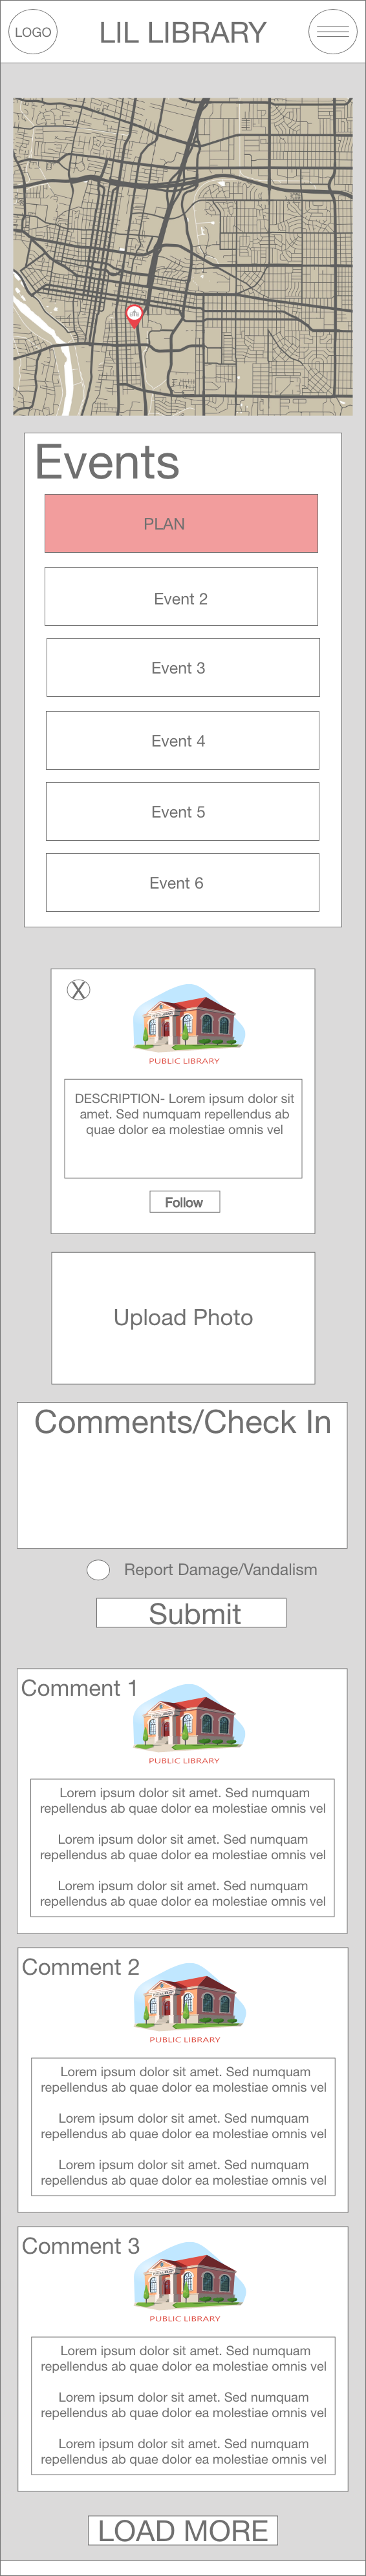 LOGO
LIL LIBRARY
Events
PLAN
Event 2
Event 3
Event 4
Event 5
Event 6
X
PUBLIC LIBRARY
DESCRIPTION- Lorem ipsum dolor sit
amet. Sed numquam repellendus ab
quae dolor ea molestiae omnis vel
Follow
Upload Photo
Comments/Check In
Report Damage/Vandalism
Submit
Comment 1
PUBLIC LIBRARY
Lorem ipsum dolor sit amet. Sed numquam
repellendus ab quae dolor ea molestiae omnis vel
Lorem ipsum dolor sit amet. Sed numquam
repellendus ab quae dolor ea molestiae omnis vel
Lorem ipsum dolor sit amet. Sed numquam
repellendus ab quae dolor ea molestiae omnis vel
Comment 2
PUBLIC LIBRARY
Lorem ipsum dolor sit amet. Sed numquam
repellendus ab quae dolor ea molestiae omnis vel
Lorem ipsum dolor sit amet. Sed numquam
repellendus ab quae dolor ea molestiae omnis vel
Lorem ipsum dolor sit amet. Sed numquam
repellendus ab quae dolor ea molestiae omnis vel
Comment 3
PUBLIC LIBRARY
Lorem ipsum dolor sit amet. Sed numquam
repellendus ab quae dolor ea molestiae omnis vel
Lorem ipsum dolor sit amet. Sed numquam
repellendus ab quae dolor ea molestiae omnis vel
Lorem ipsum dolor sit amet. Sed numquam
repellendus ab quae dolor ea molestiae omnis vel
LOAD MORE